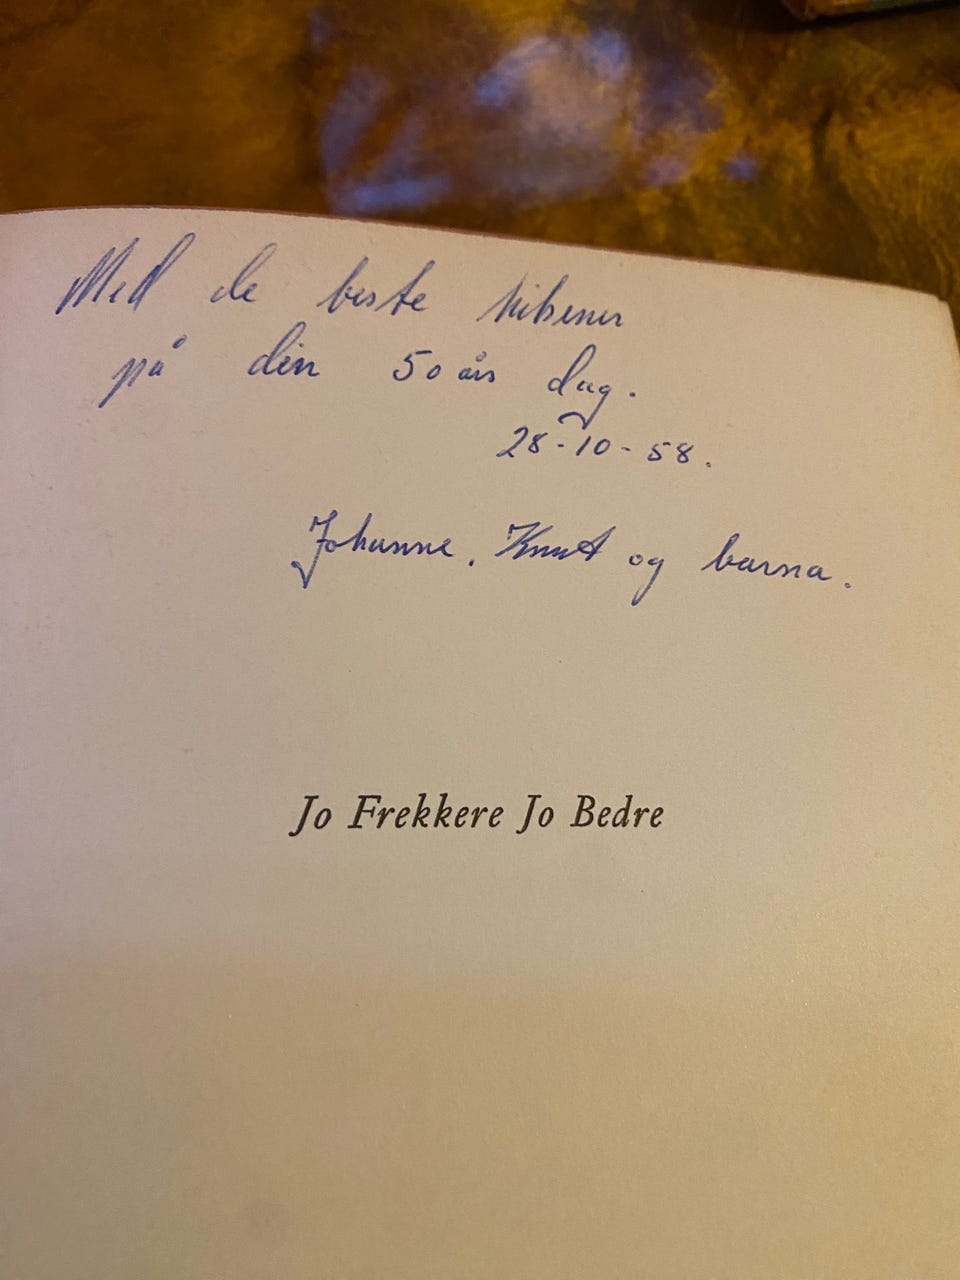 Med de beste hilsener
på din 50 års dag.
28-10-58.
Johanne, Knut og barna.
Jo Frekkere Jo Bedre